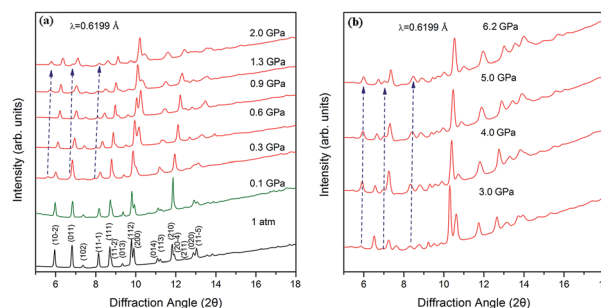 (a)
λ=0.6199 Å
2.0 GPa
1.3 GPa
0.9 GPa
0.6 GPa
0.3 GPa
0.1 GPa
1 atm
(10-2)
(011)
(102)
(11-1)
(111)
(11-2)
(013)
(112)
(200)
(014)
(113)
(210)
(20-4)
(211)
(020)
(11-5)
Intensity (arb. units)
6 8 10 12 14 16 18
Diffraction Angle (2θ)
(b)
λ=0.6199 Å
6.2 GPa
5.0 GPa
4.0 GPa
3.0 GPa
Intensity (arb. units)
6 8 10 12 14 16 18
Diffraction Angle (2θ)